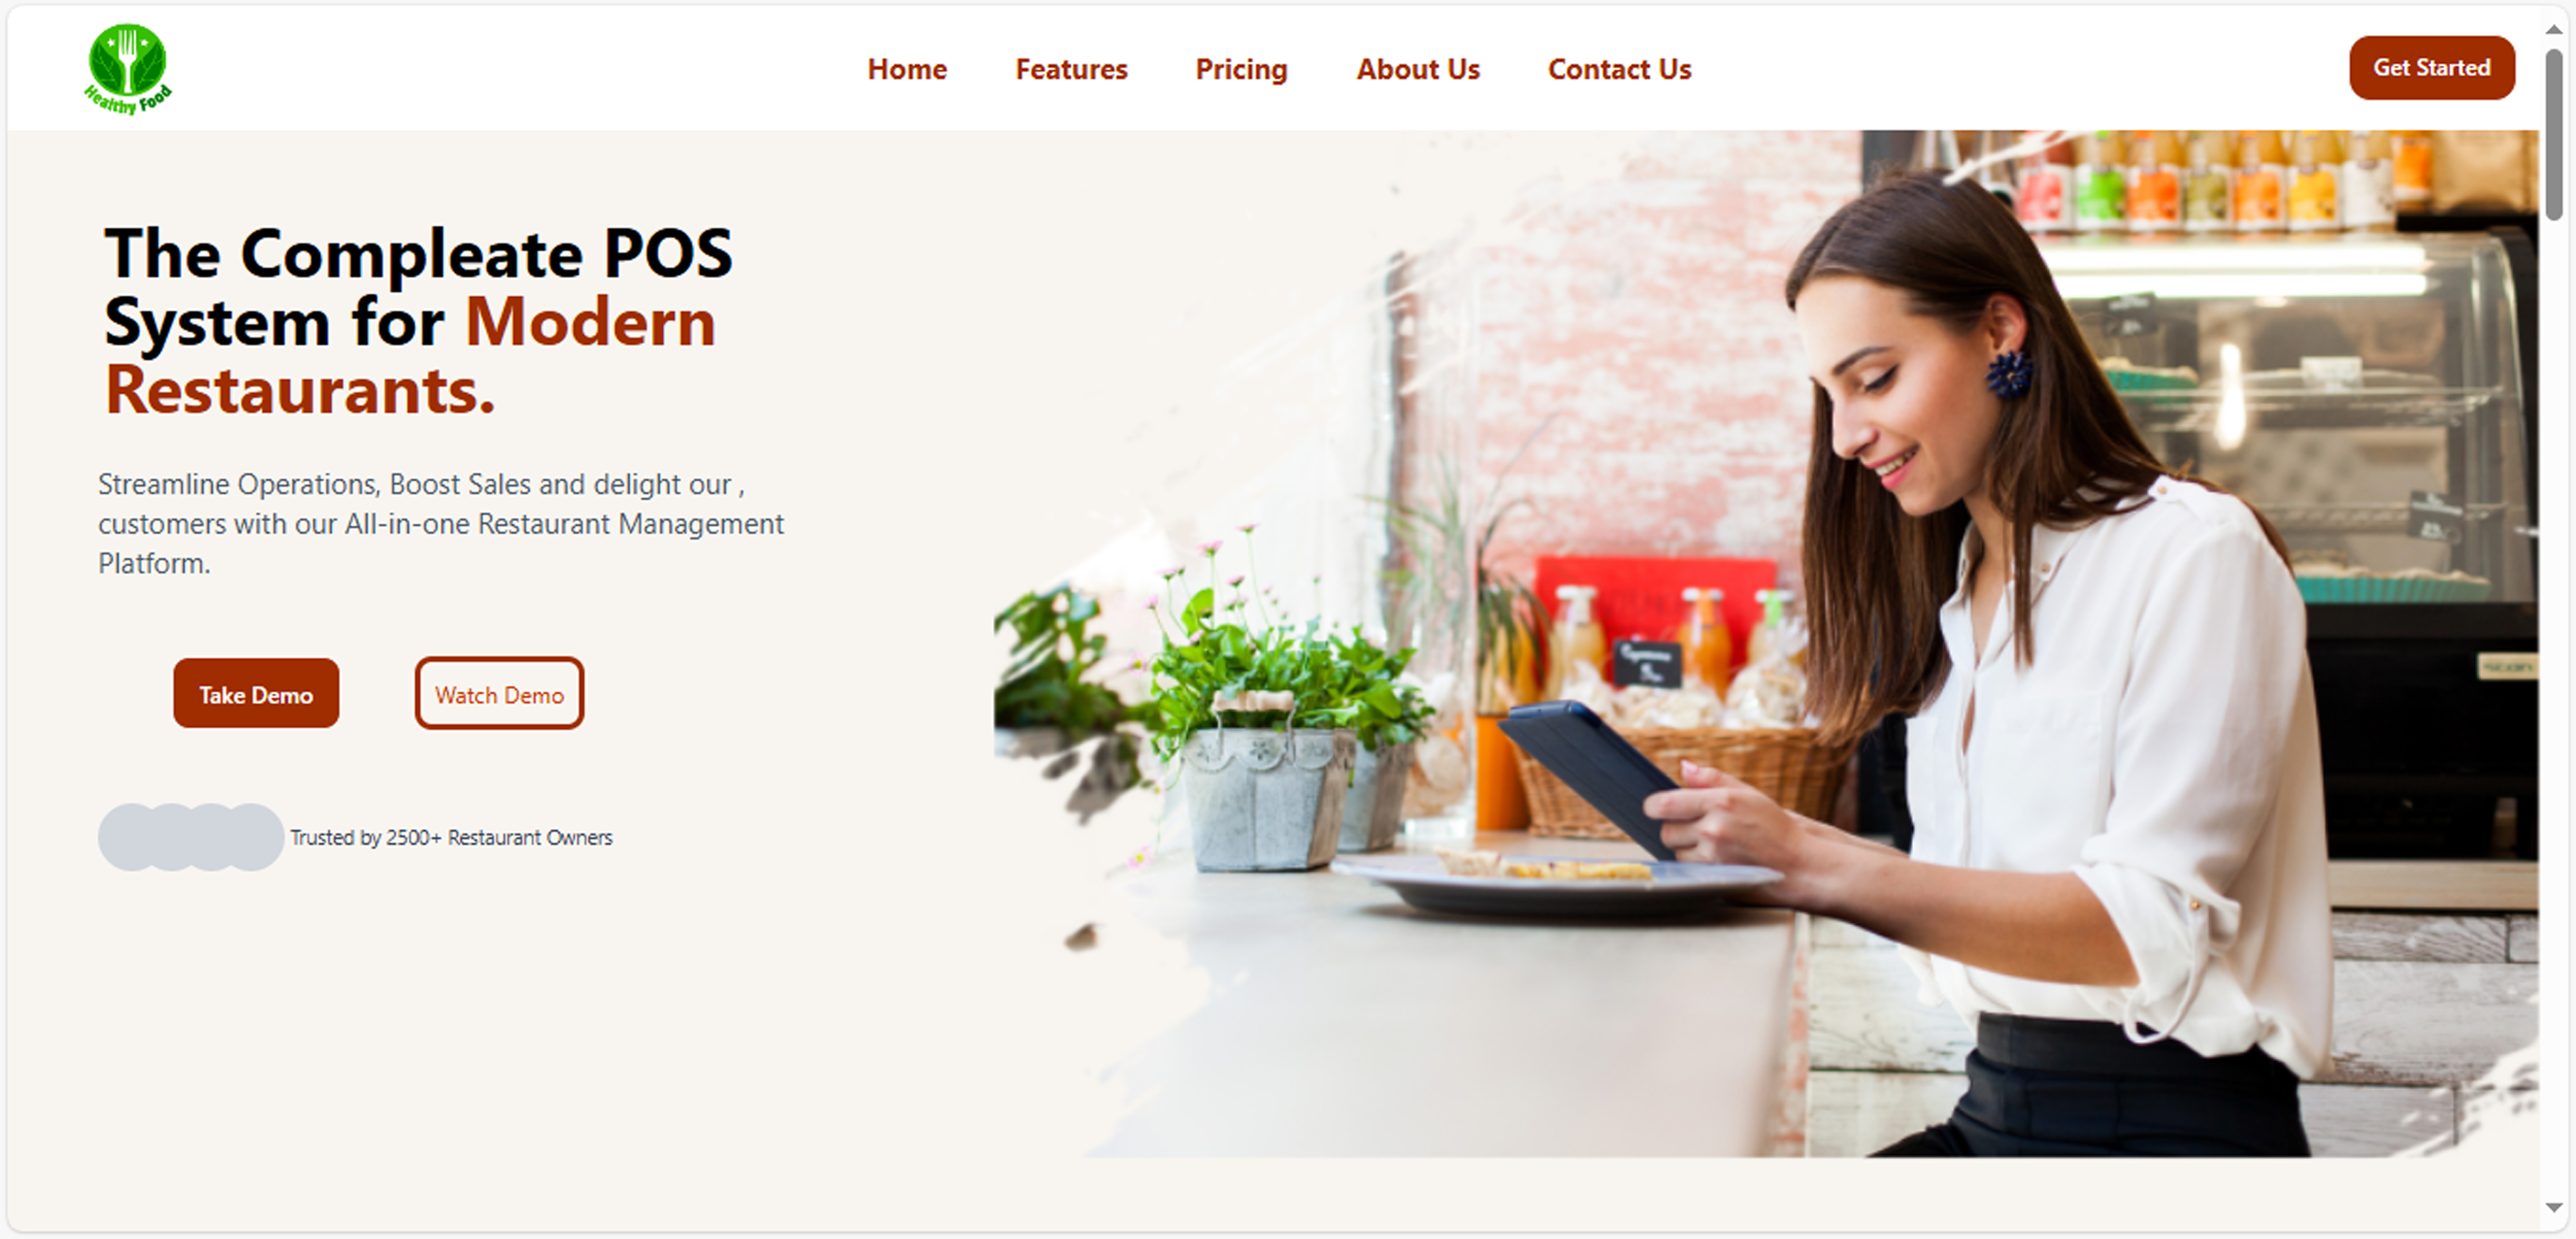 Healthy Food
Home
Features
Pricing
About Us
Contact Us
Get Started
The Compleate POS
System for Modern
Restaurants.
Streamline Operations, Boost Sales and delight our ,
customers with our All-in-one Restaurant Management
Platform.
Take Demo
Watch Demo
Trusted by 2500+ Restaurant Owners